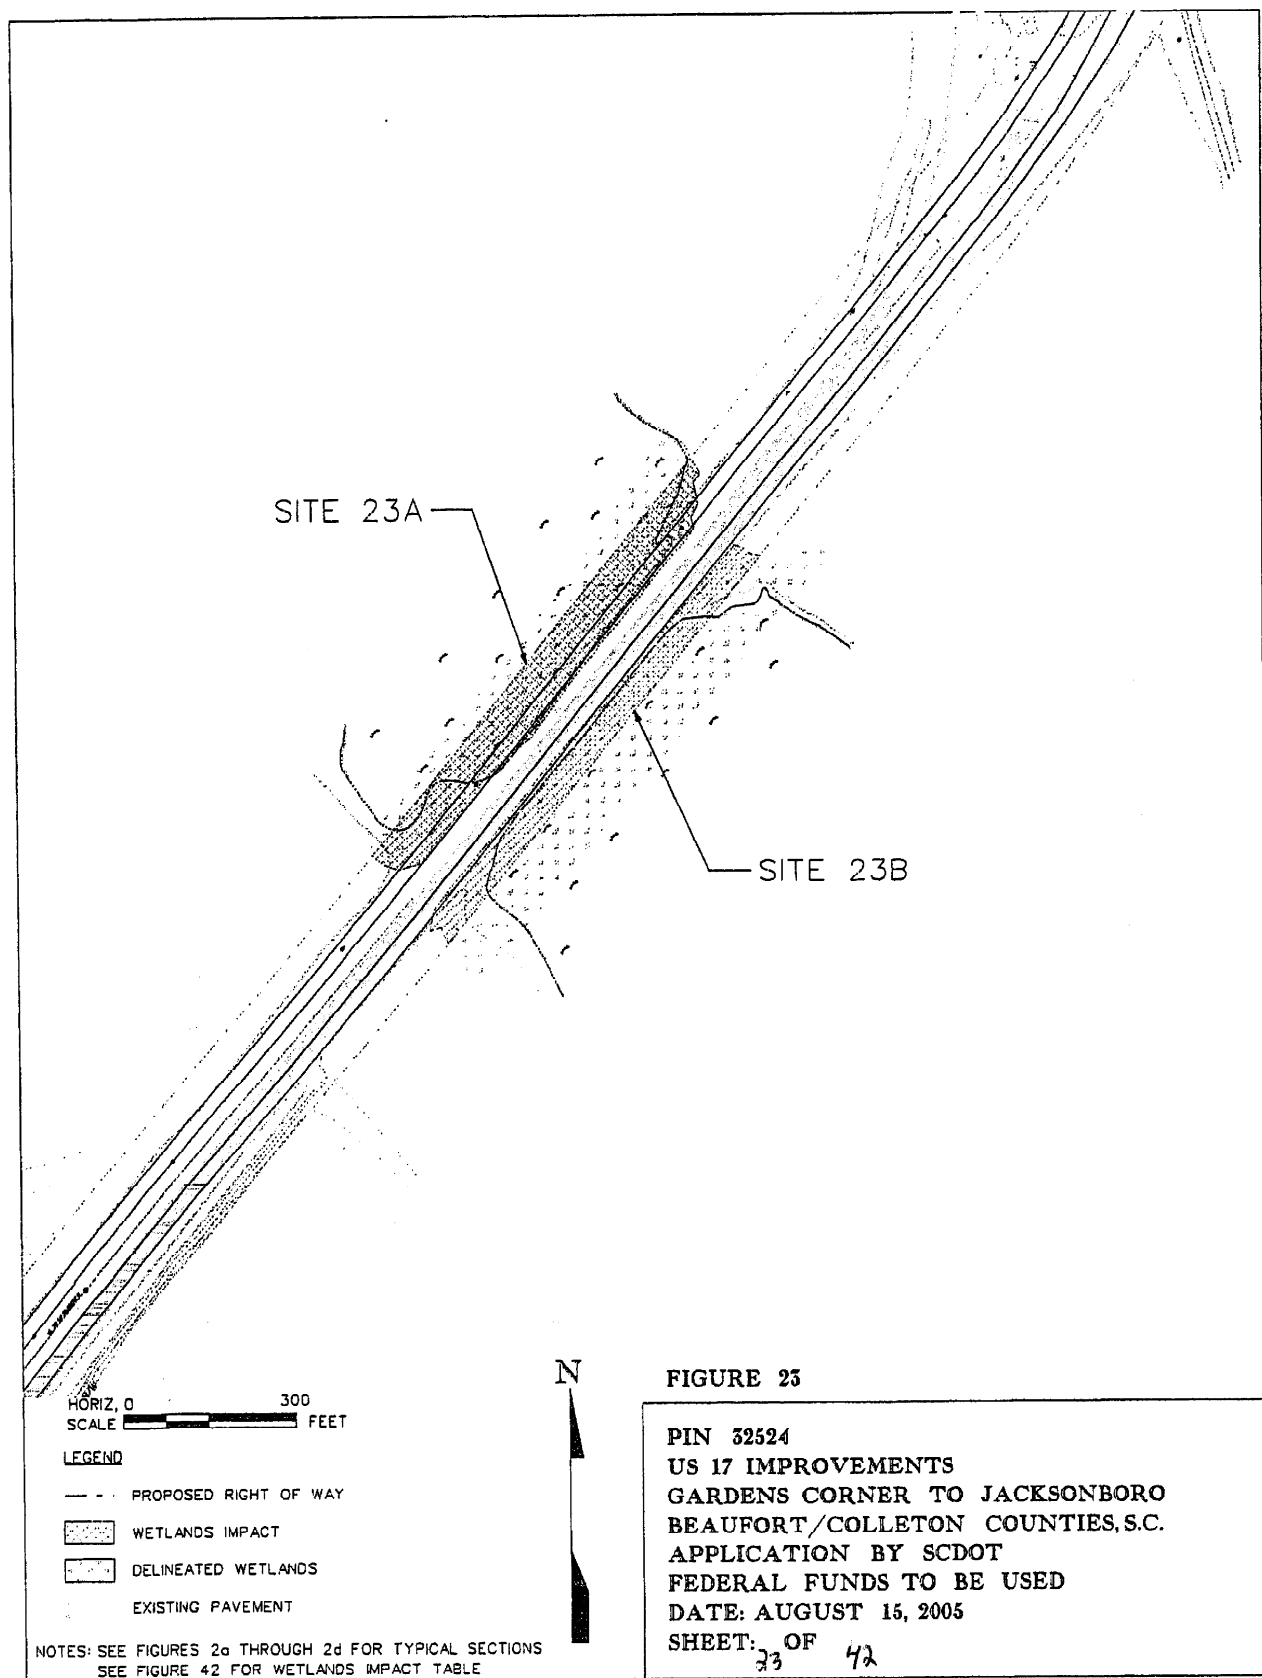 SITE 23A
SITE 23B
HORIZ. 0 300
SCALE FEET
LEGEND
PROPOSED RIGHT OF WAY
WETLANDS IMPACT
DELINEATED WETLANDS
EXISTING PAVEMENT
NOTES: SEE FIGURES 2a THROUGH 2d FOR TYPICAL SECTIONS
SEE FIGURE 42 FOR WETLANDS IMPACT TABLE
N
FIGURE 23
PIN 32524
US 17 IMPROVEMENTS
GARDENS CORNER TO JACKSONBORO
BEAUFORT/COLLETON COUNTIES, S.C.
APPLICATION BY SCDOT
FEDERAL FUNDS TO BE USED
DATE: AUGUST 15, 2005
SHEET: 23 OF 42